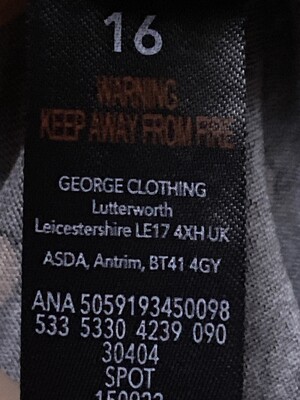 16
WARNING
KEEP AWAY FROM FIRE
GEORGE CLOTHING
Lutterworth
Leicestershire LE17 4XH UK
ASDA, Antrim, BT41 4GY
ANA 5059193450098
533 5330 4239 090
30404
SPOT